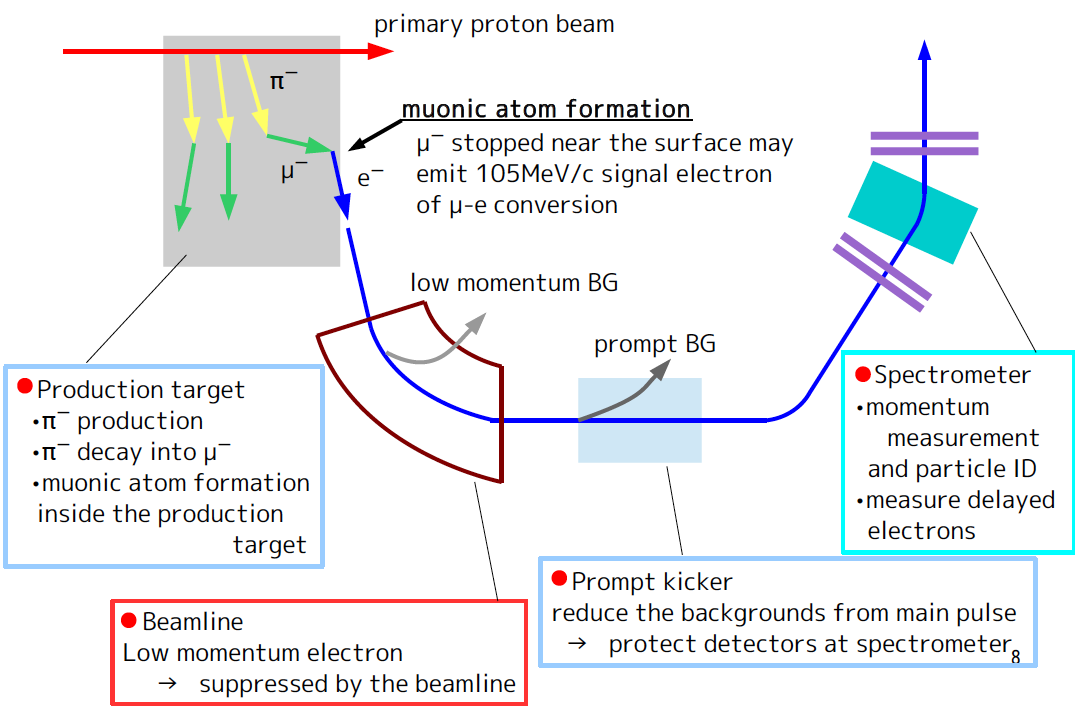 primary proton beam
π⁻
muonic atom formation
μ⁻ stopped near the surface may
emit 105MeV/c signal electron
of μ-e conversion
μ⁻
e⁻
low momentum BG
prompt BG
● Production target
・π⁻ production
・π⁻ decay into μ⁻
・muonic atom formation
inside the production
target
● Spectrometer
・momentum
measurement
and particle ID
・measure delayed
electrons
● Prompt kicker
reduce the backgrounds from main pulse
→ protect detectors at spectrometer
8
● Beamline
Low momentum electron
→ suppressed by the beamline